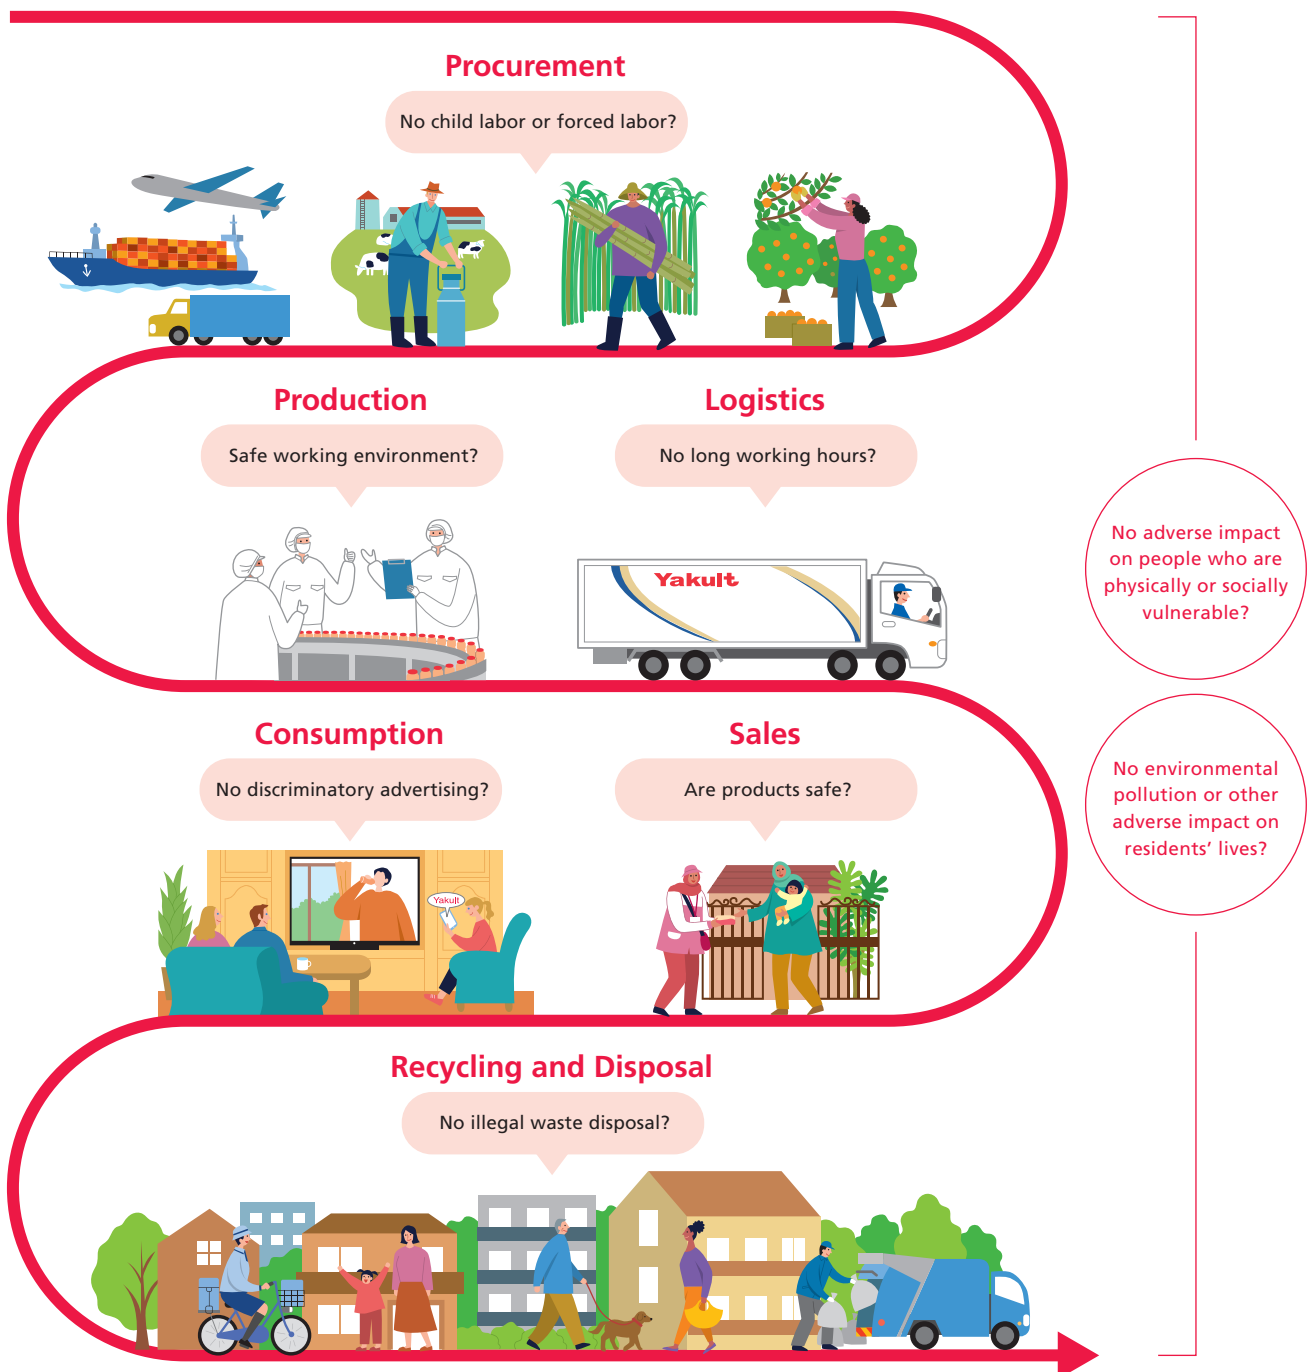 Procurement
No child labor or forced labor?
Production
Safe working environment?
Logistics
No long working hours?
Yakult
No adverse impact
on people who are
physically or socially
vulnerable?
Consumption
No discriminatory advertising?
Yakult
Sales
Are products safe?
No environmental
pollution or other
adverse impact on
residents’ lives?
Recycling and Disposal
No illegal waste disposal?